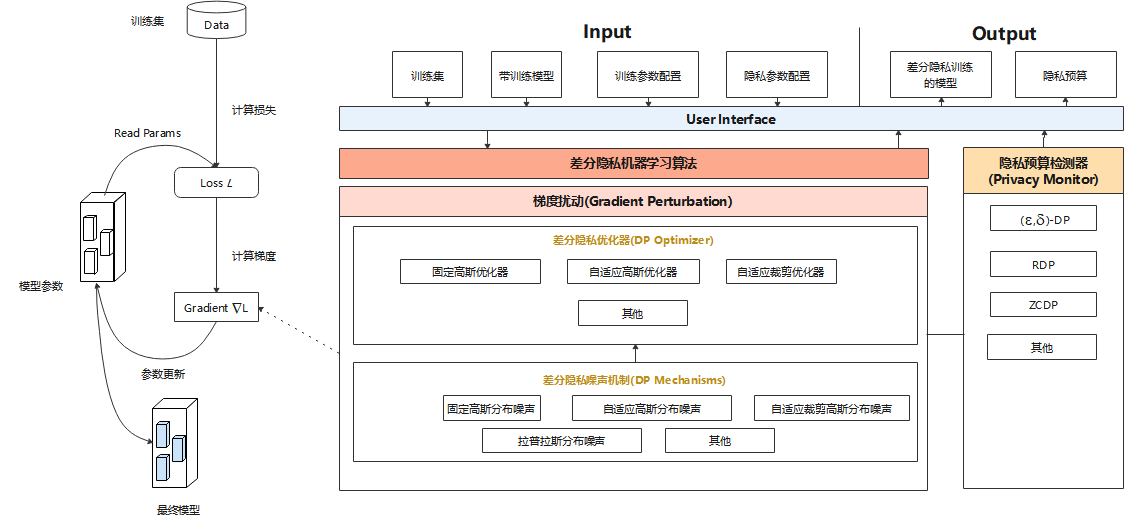 训练集
Data
计算损失
Read Params
Loss L
计算梯度
模型参数
Gradient ∇L
参数更新
最终模型
Input
Output
训练集
带训练模型
训练参数配置
隐私参数配置
差分隐私训练
的模型
隐私预算
User Interface
差分隐私机器学习算法
梯度扰动(Gradient Perturbation)
差分隐私优化器(DP Optimizer)
固定高斯优化器
自适应高斯优化器
自适应裁剪优化器
其他
差分隐私噪声机制(DP Mechanisms)
固定高斯分布噪声
自适应高斯分布噪声
自适应裁剪高斯分布噪声
拉普拉斯分布噪声
其他
隐私预算检测器
(Privacy Monitor)
(ε,δ)-DP
RDP
ZCDP
其他